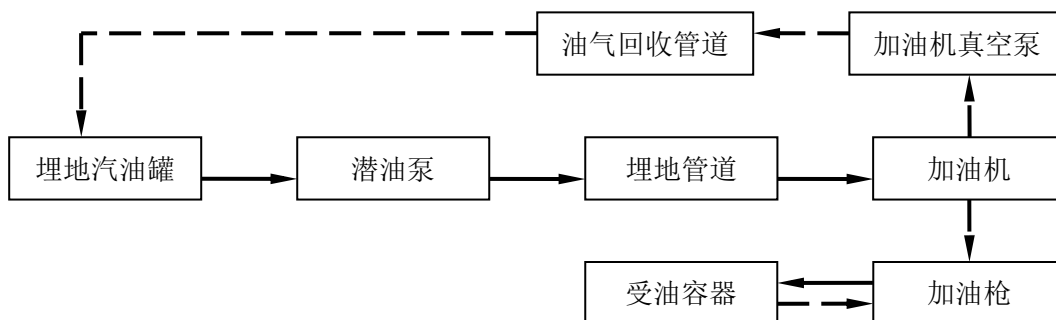 油气回收管道
加油机真空泵
埋地汽油罐
潜油泵
埋地管道
加油机
受油容器
加油枪